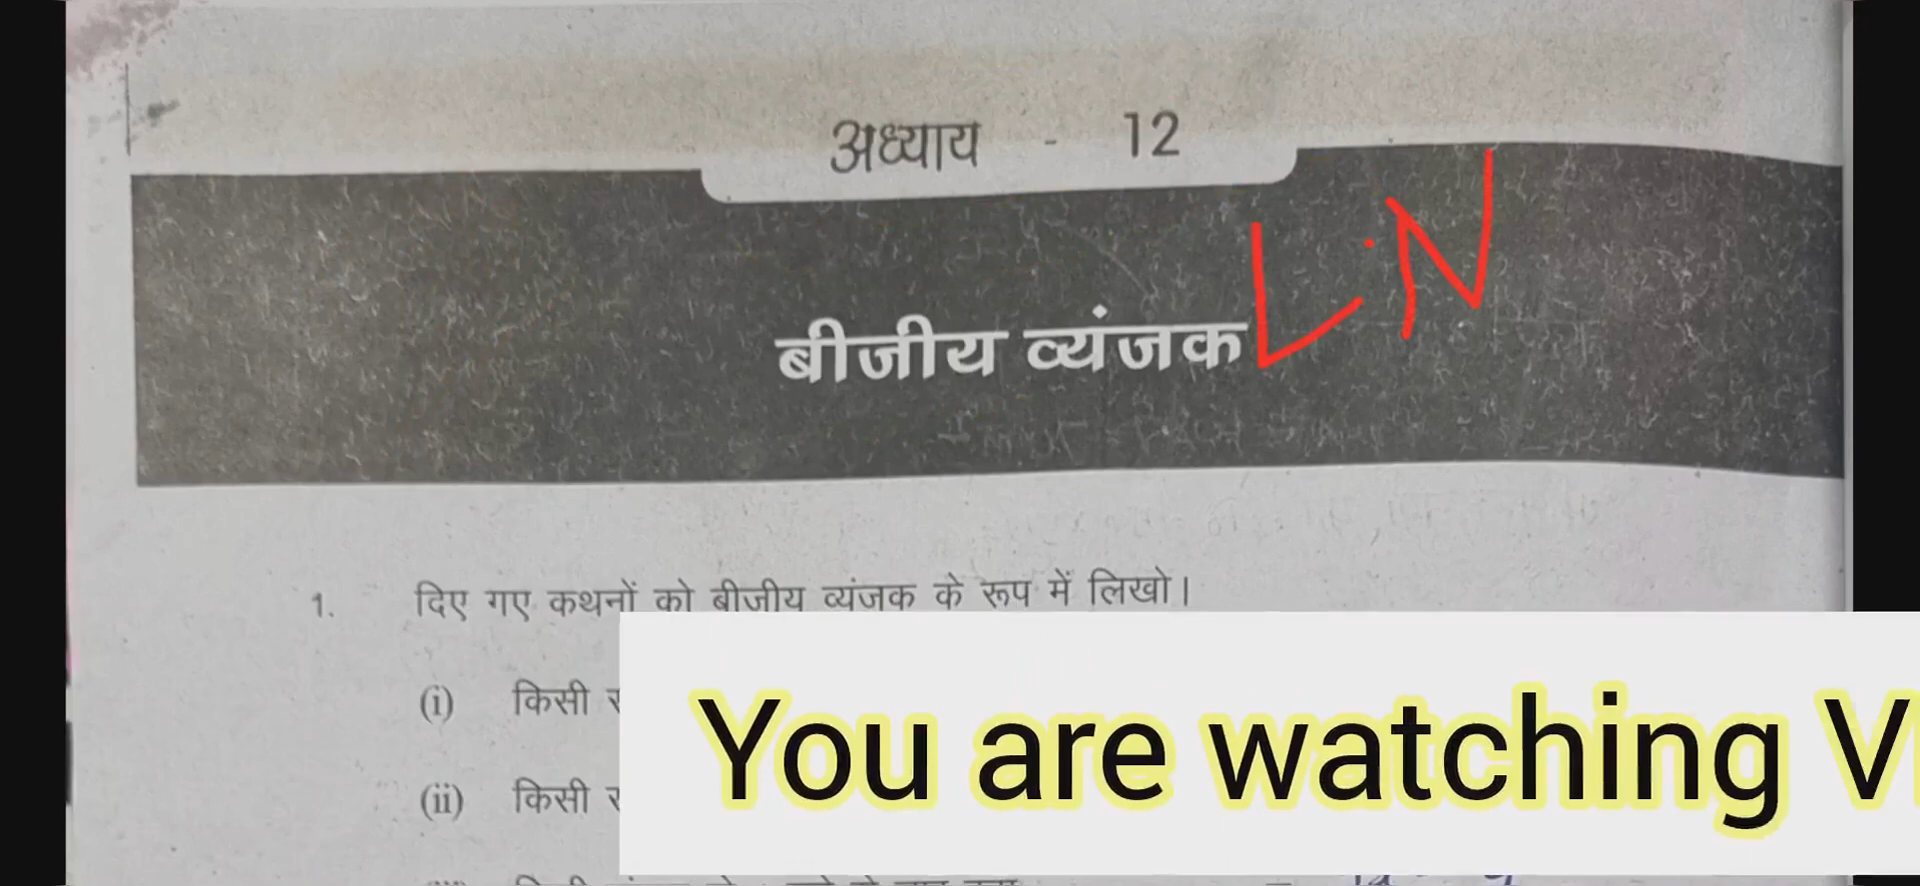 अध्याय - 12
L.N
बीजीय व्यंजक
1. दिए गए कथनों को बीजीय व्यंजक के रूप में लिखो।
(i) किसी
You are watching
(ii) किसी